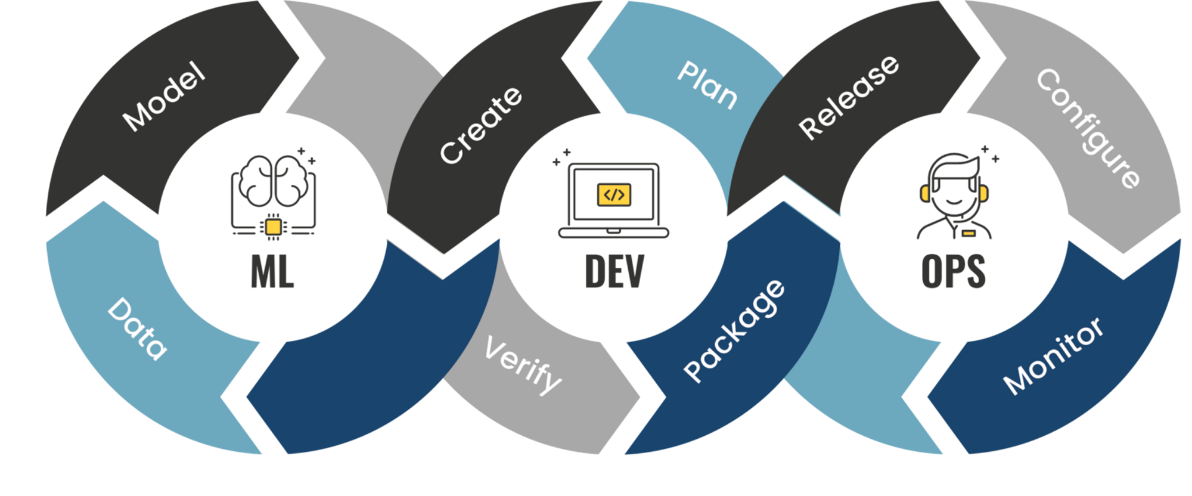 Model
Create
Plan
Release
Configure
</>
ML
DEV
OPS
Data
Verify
Package
Monitor